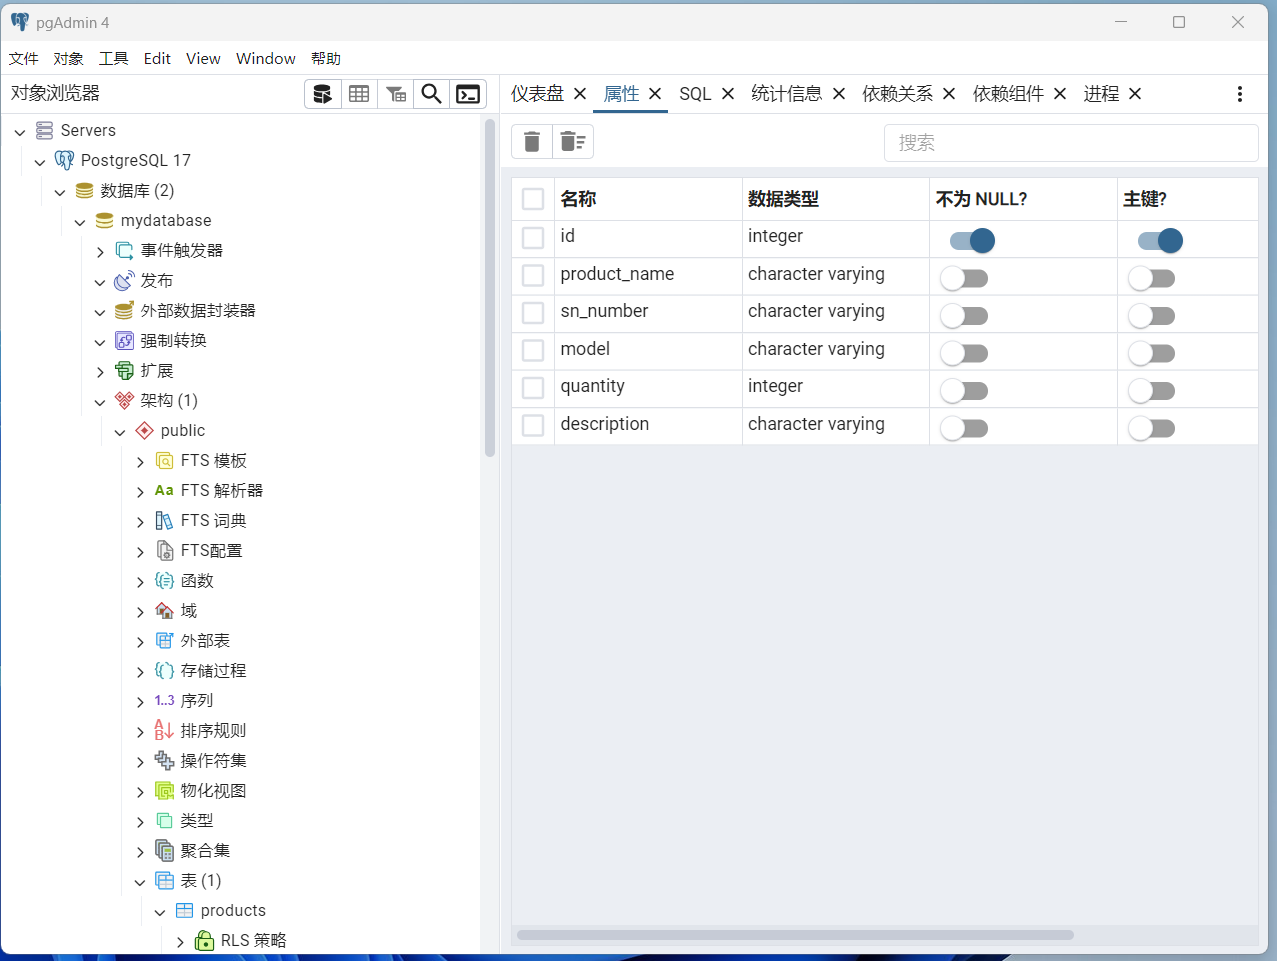 pgAdmin 4
文件 对象 工具 Edit View Window 帮助
对象浏览器
仪表盘 属性 SQL 统计信息 依赖关系 依赖组件 进程
搜索
Servers
PostgreSQL 17
数据库 (2)
mydatabase
事件触发器
发布
外部数据封装器
强制转换
扩展
架构 (1)
public
FTS 模板
Aa FTS 解析器
FTS 词典
FTS配置
函数
域
外部表
存储过程
1..3 序列
排序规则
操作符集
物化视图
类型
聚合集
表 (1)
products
RLS 策略
名称 数据类型 不为 NULL? 主键?
id integer
product_name character varying
sn_number character varying
model character varying
quantity integer
description character varying